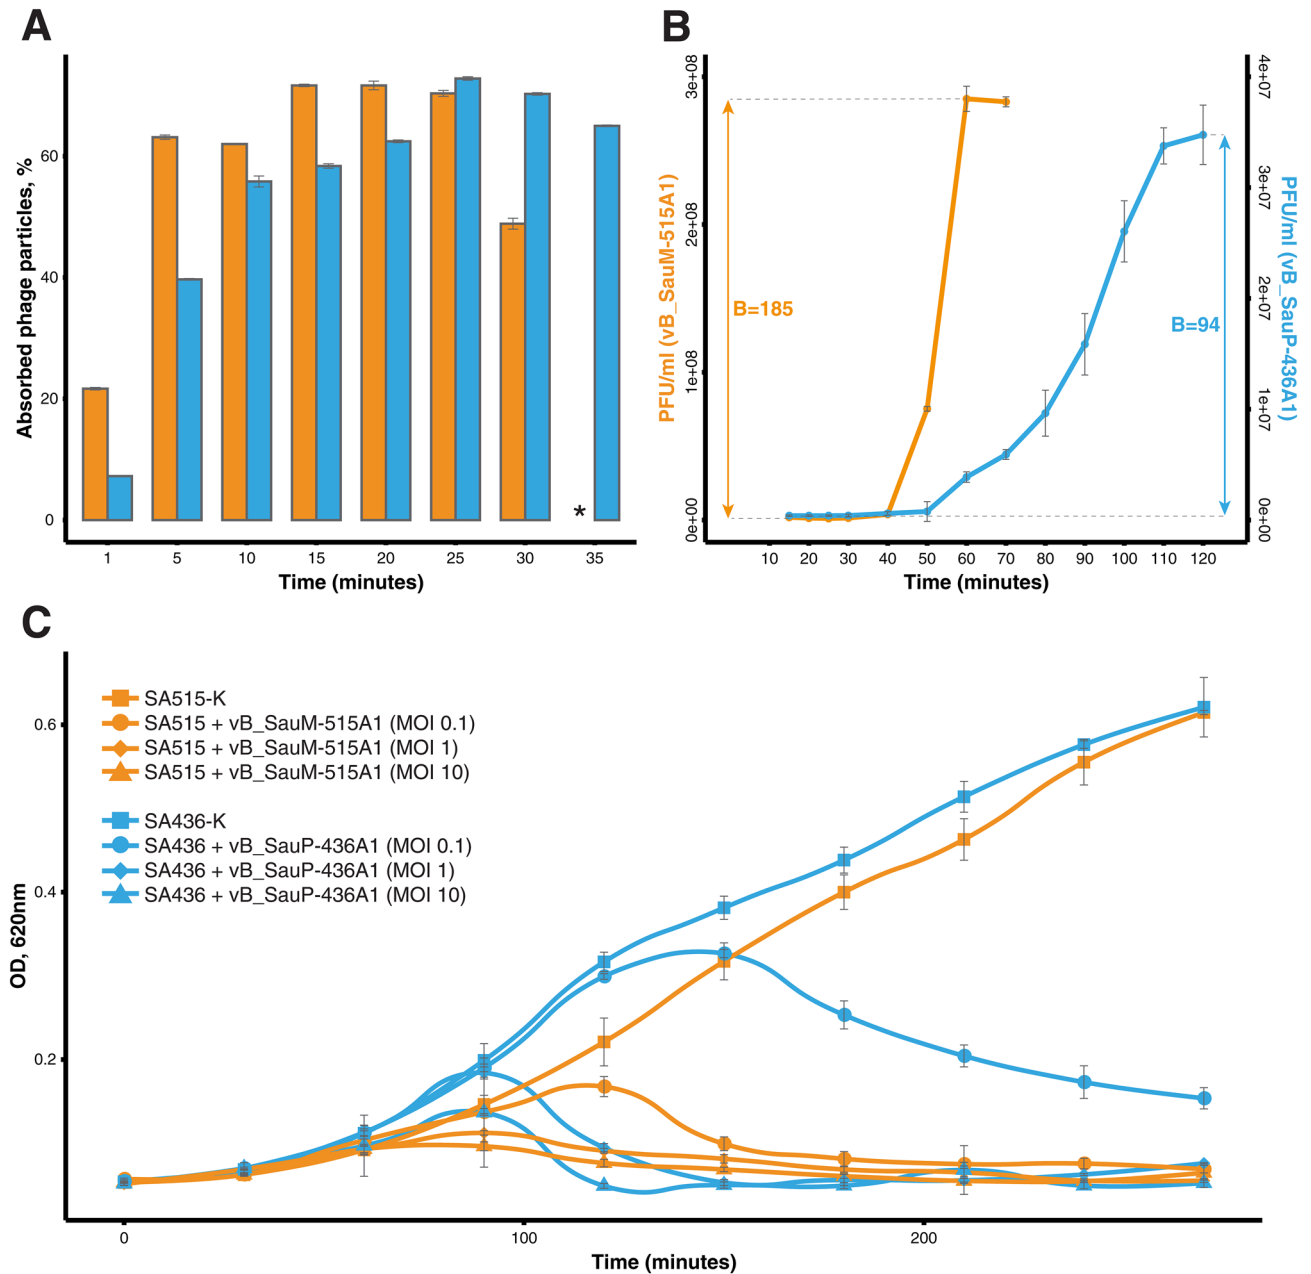 A
Absorbed phage particles, %
60
40
20
0
*
1 5 10 15 20 25 30 35
Time (minutes)
B
PFU/ml (vB_SauM-515A1)
3e+08
2e+08
1e+08
0e+00
B=185
B=94
4e+07
3e+07
2e+07
1e+07
0e+00
PFU/ml (vB_SauP-436A1)
10 20 30 40 50 60 70 80 90 100 110 120
Time (minutes)
C
OD, 620nm
0.6
0.4
0.2
SA515-K
SA515 + vB_SauM-515A1 (MOI 0.1)
SA515 + vB_SauM-515A1 (MOI 1)
SA515 + vB_SauM-515A1 (MOI 10)
SA436-K
SA436 + vB_SauP-436A1 (MOI 0.1)
SA436 + vB_SauP-436A1 (MOI 1)
SA436 + vB_SauP-436A1 (MOI 10)
0 100 200
Time (minutes)